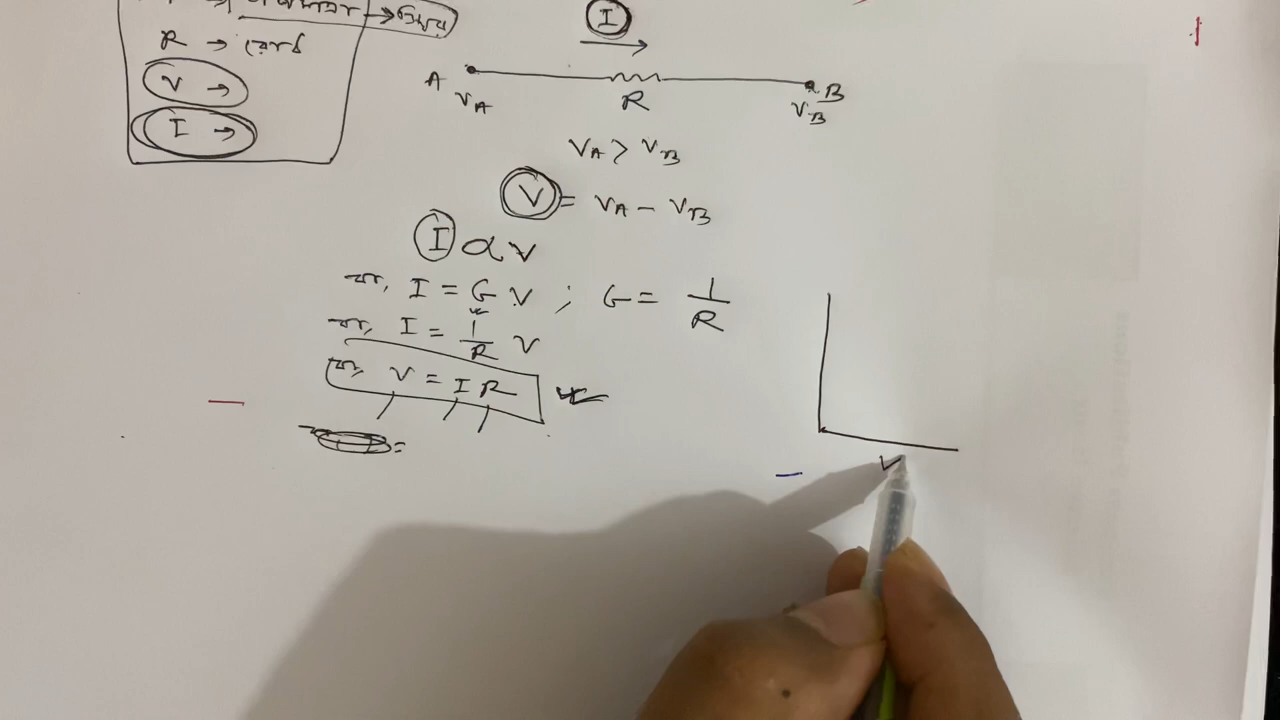 R →
V →
I →
I
A
V_A
R
B
V_B
V_A > V_B
V = V_A − V_B
I ∝ V
বা, I = G V ; G = 1/R
বা, I = 1/R V
বা, V = I R
=
V